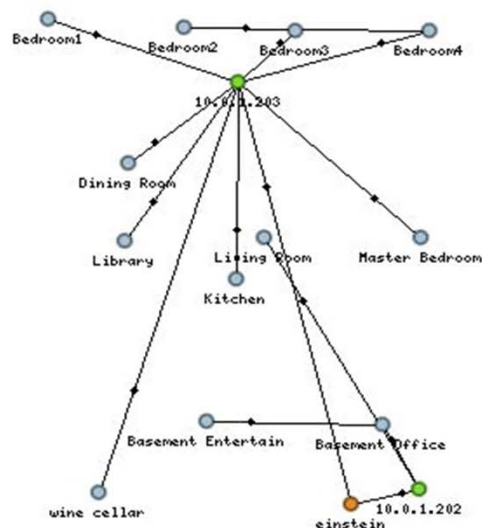 Bedroom1
Bedroom2
Bedroom3
Bedroom4
10.0.1.203
Dining Room
Library
Living Room
Master Bedroom
Kitchen
Basement Entertain
Basement Office
wine cellar
10.0.1.202
einstein